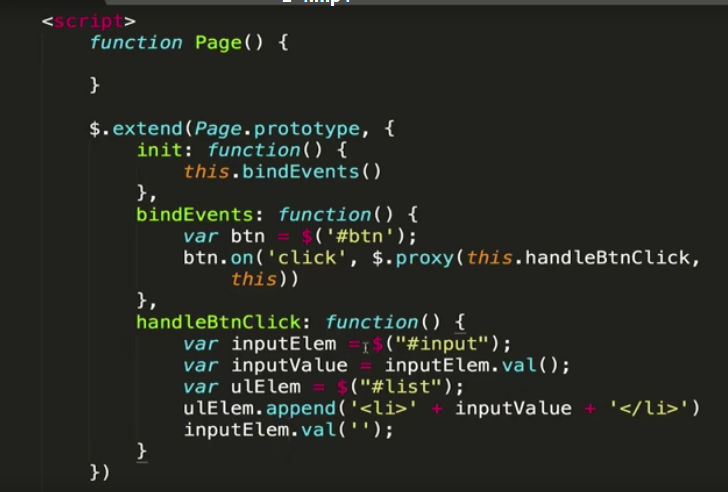 <script>
function Page() {
}
$.extend(Page.prototype, {
init: function() {
this.bindEvents()
},
bindEvents: function() {
var btn = $('#btn');
btn.on('click', $.proxy(this.handleBtnClick,
this))
},
handleBtnClick: function() {
var inputElem = $("#input");
var inputValue = inputElem.val();
var ulElem = $("#list");
ulElem.append('<li>' + inputValue + '</li>')
inputElem.val('');
}
})